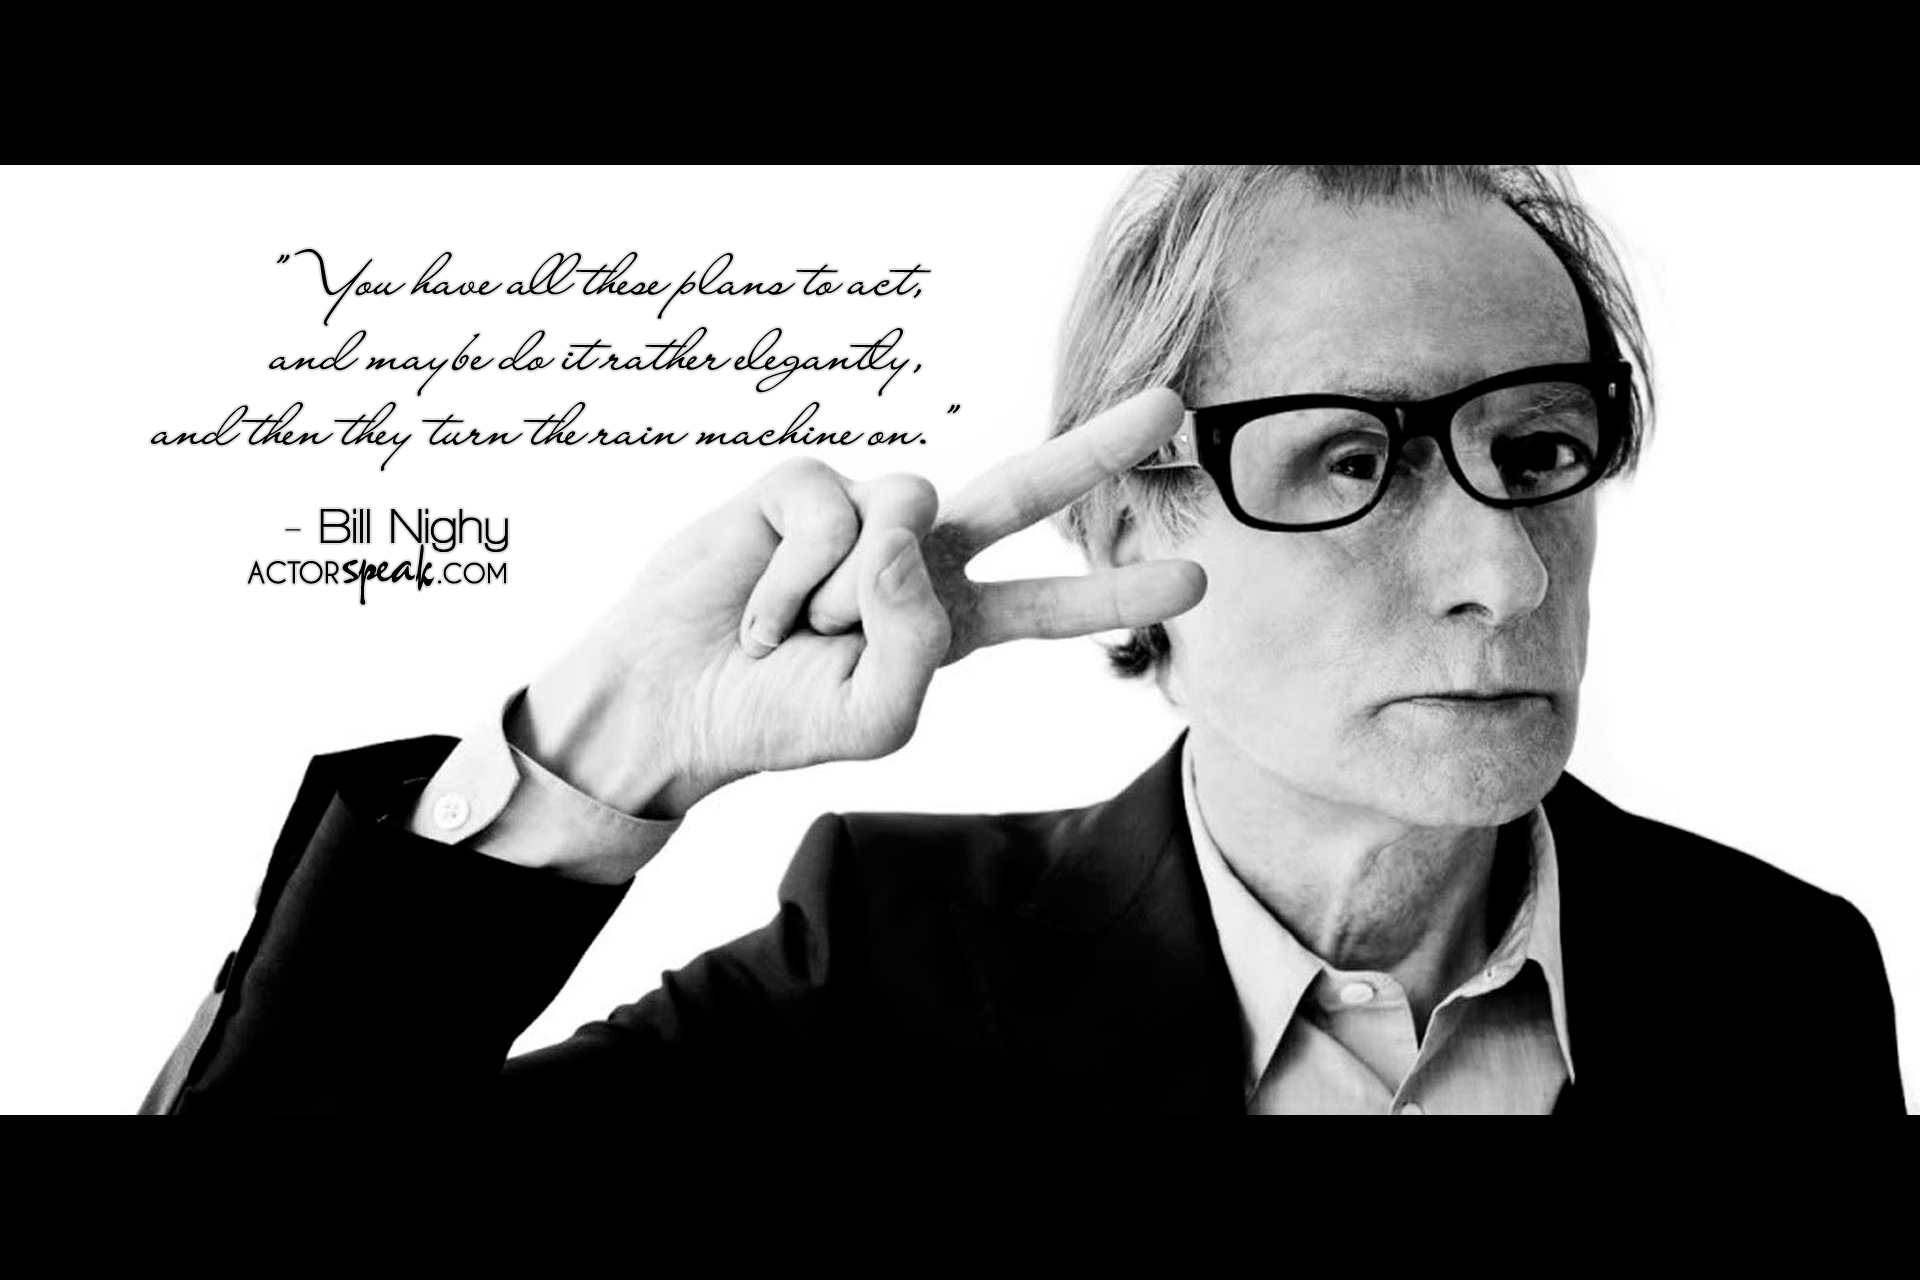 "You have all these plans to act,
and maybe do it rather elegantly,
and then they turn the rain machine on."
- Bill Nighy
ACTORspeak.COM